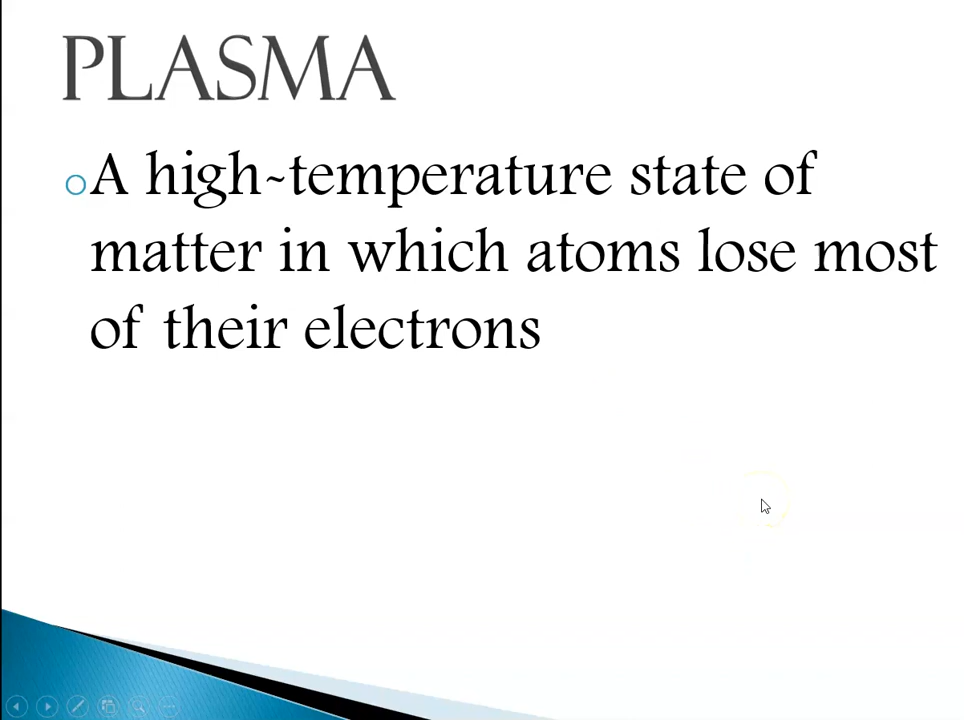 PLASMA
A high-temperature state of
matter in which atoms lose most
of their electrons